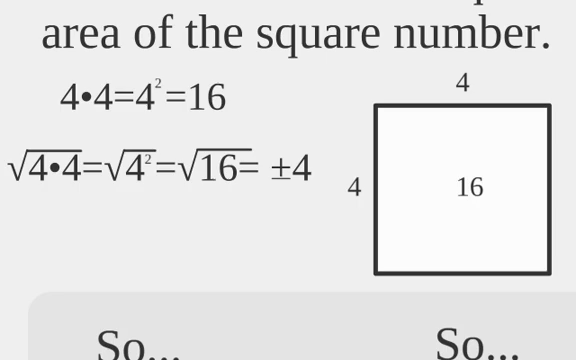 area of the square number.
4•4=4²=16
√4•4=√4²=√16= ±4
4
4
16
So...
So...